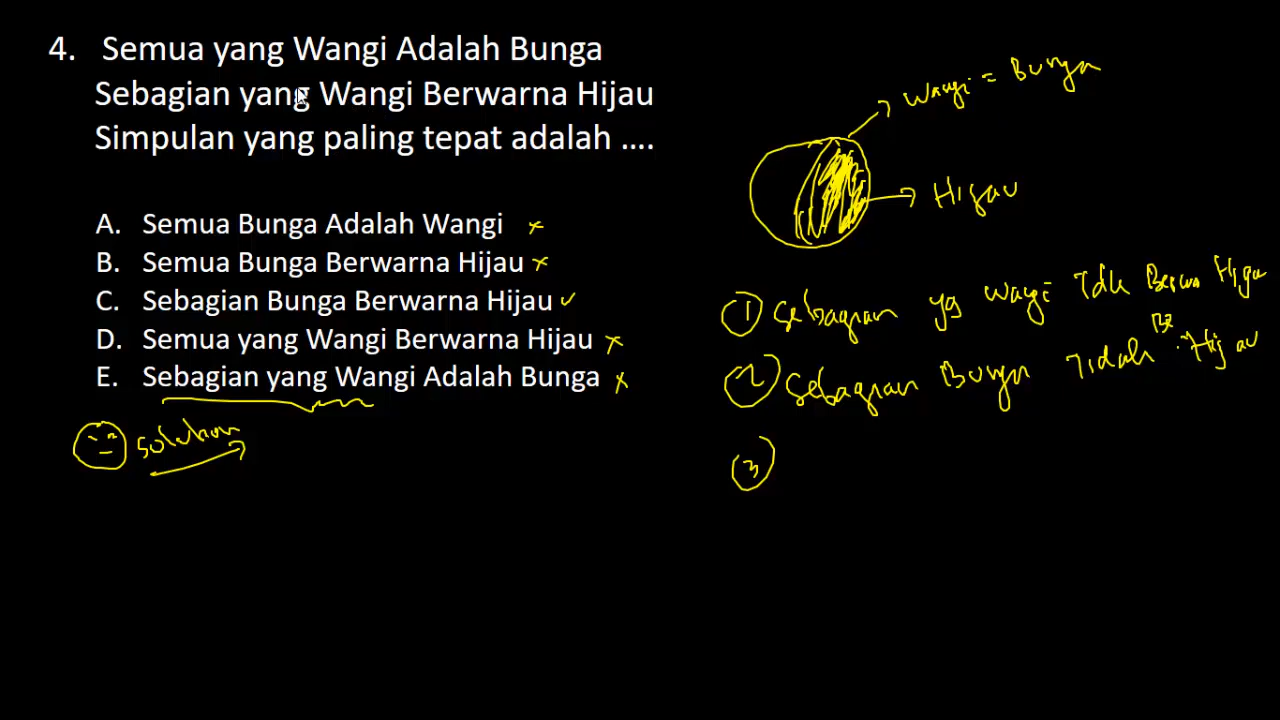 4. Semua yang Wangi Adalah Bunga
Sebagian yang Wangi Berwarna Hijau
Simpulan yang paling tepat adalah ....
A. Semua Bunga Adalah Wangi ×
B. Semua Bunga Berwarna Hijau ×
C. Sebagian Bunga Berwarna Hijau ✓
D. Semua yang Wangi Berwarna Hijau ×
E. Sebagian yang Wangi Adalah Bunga ×
Wangi = Bunga
Hijau
1 Sebagian yg Wangi Tdk Hijau
2 Sebagian Bunga Tidak Hijau
3